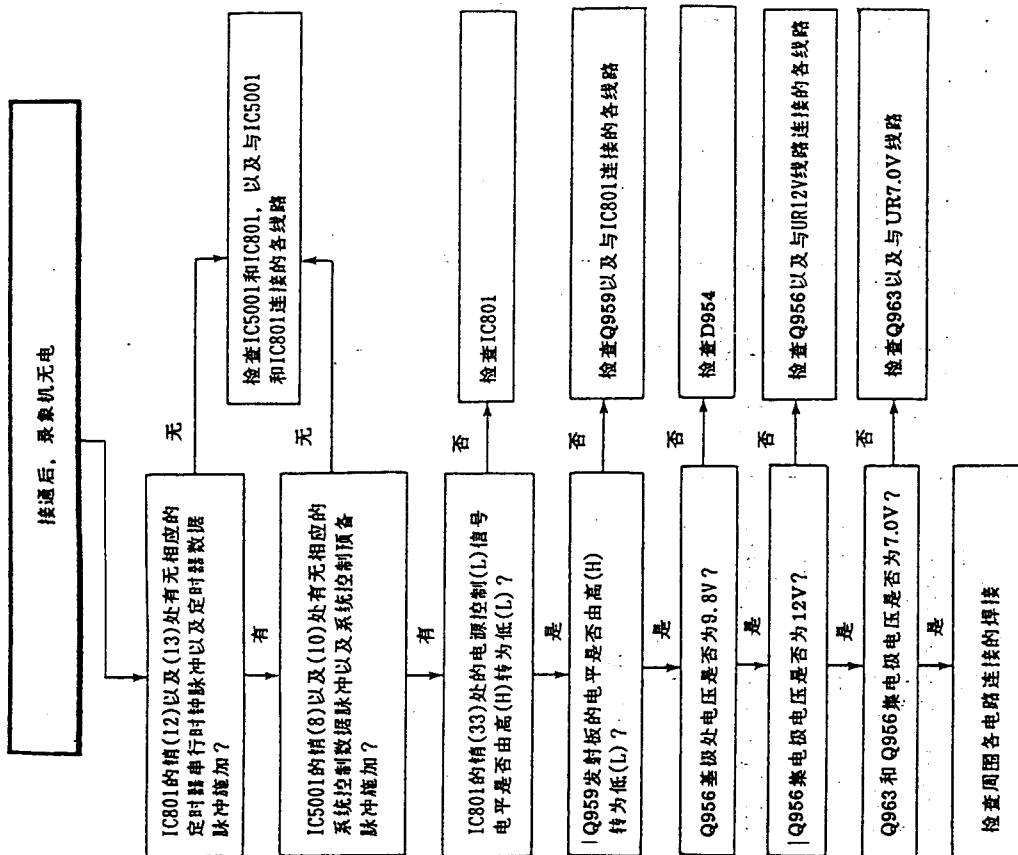 接通后，录象机无电
IC801的销(12)以及(13)处有无相应的
定时器串行时钟脉冲以及定时器数据
脉冲施加？
无
检查IC5001和IC801，以及与IC5001
和IC801连接的各线路
有
IC5001的销(8)以及(10)处有无相应的
系统控制数据脉冲以及系统控制预备
脉冲施加？
无
有
IC801的销(33)处的电源控制(L)信号
电平是否由高(H)转为低(L)？
否
检查IC801
是
Q959发射板的电平是否由高(H)
转为低(L)？
否
检查Q959以及与IC801连接的各线路
是
Q956基极处电压是否为9.8V？
否
检查D954
是
Q956集电极电压是否为12V？
否
检查Q956以及与UR12V线路连接的各线路
是
Q963和Q956集电极电压是否为7.0V？
否
检查Q963以及与UR7.0V线路
是
检查周围各电路连接的焊接